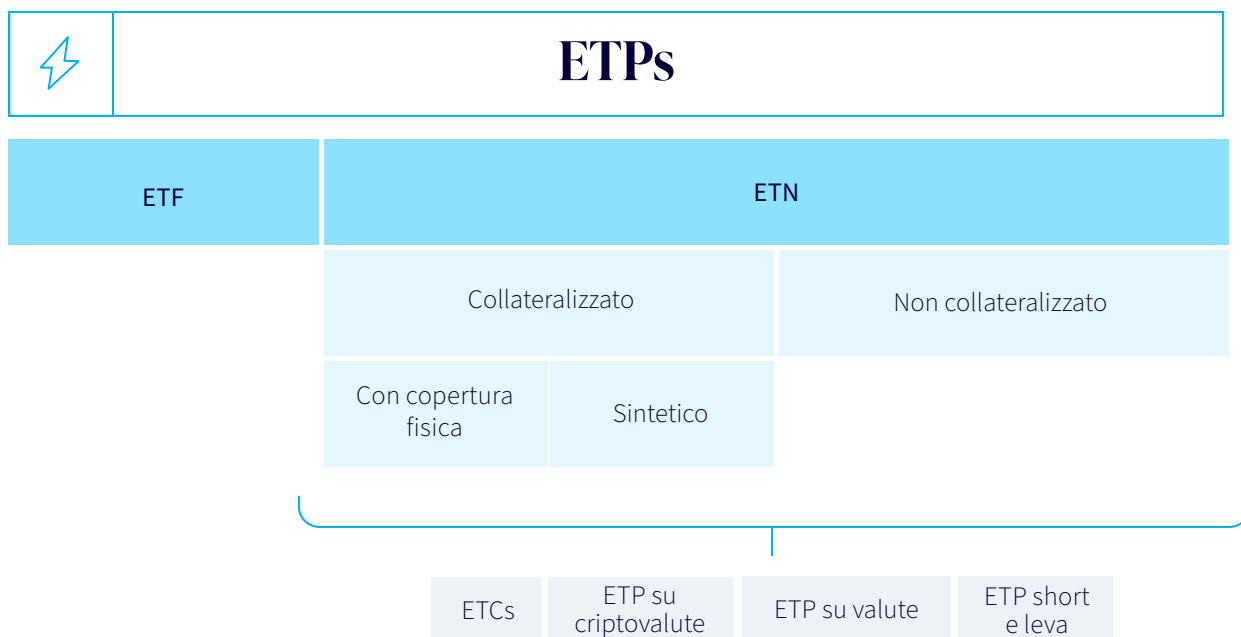 ETPs
ETF
ETN
Collateralizzato
Non collateralizzato
Con copertura
fisica
Sintetico
ETCs
ETP su
criptovalute
ETP su valute
ETP short
e leva